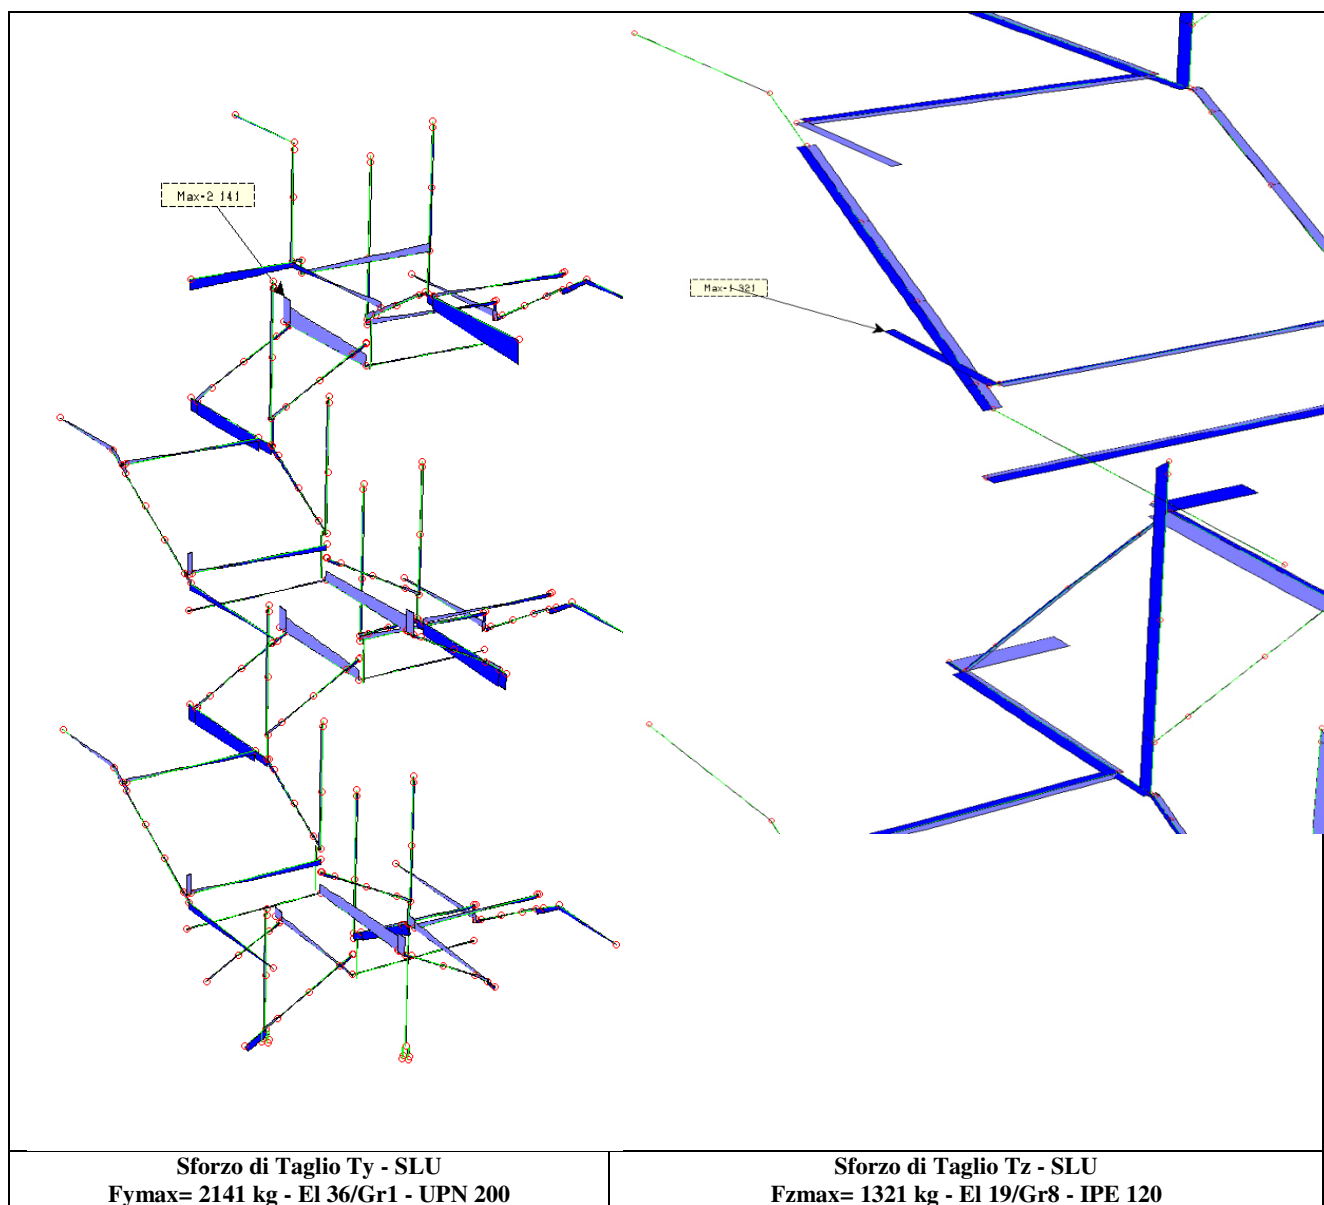 Max=2 141
Max=1 321
Sforzo di Taglio Ty - SLU
Fymax= 2141 kg - El 36/Gr1 - UPN 200
Sforzo di Taglio Tz - SLU
Fzmax= 1321 kg - El 19/Gr8 - IPE 120